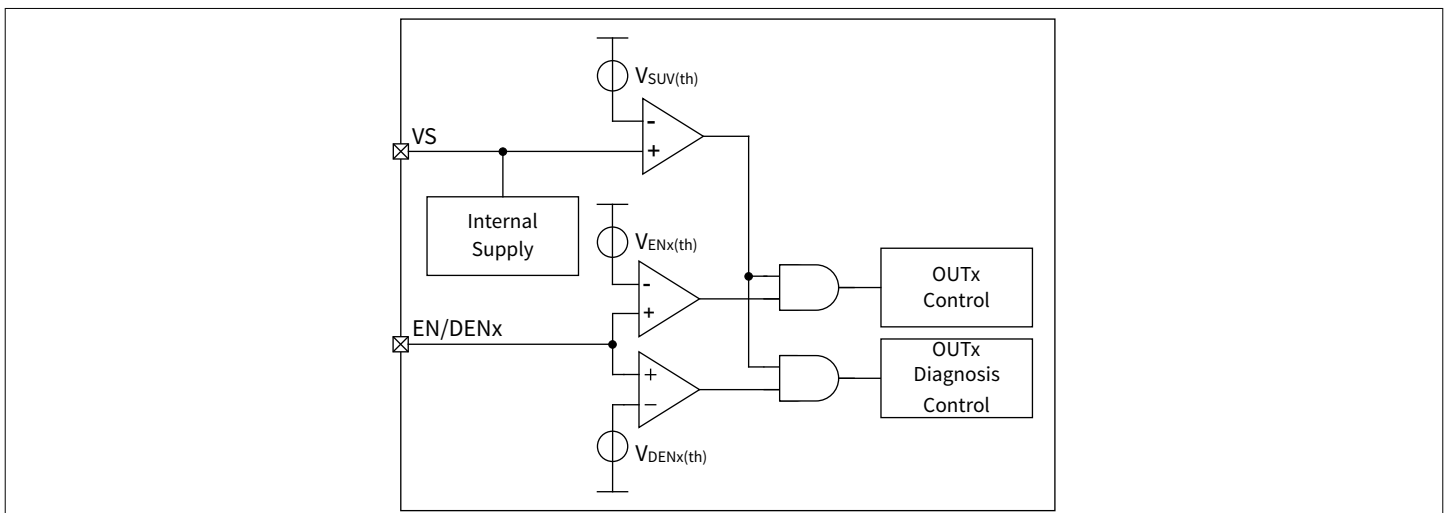 VSUV(th)
-
+
VS
Internal
Supply
VENx(th)
-
+
OUTx
Control
EN/DENx
+
−
OUTx
Diagnosis
Control
VDENx(th)